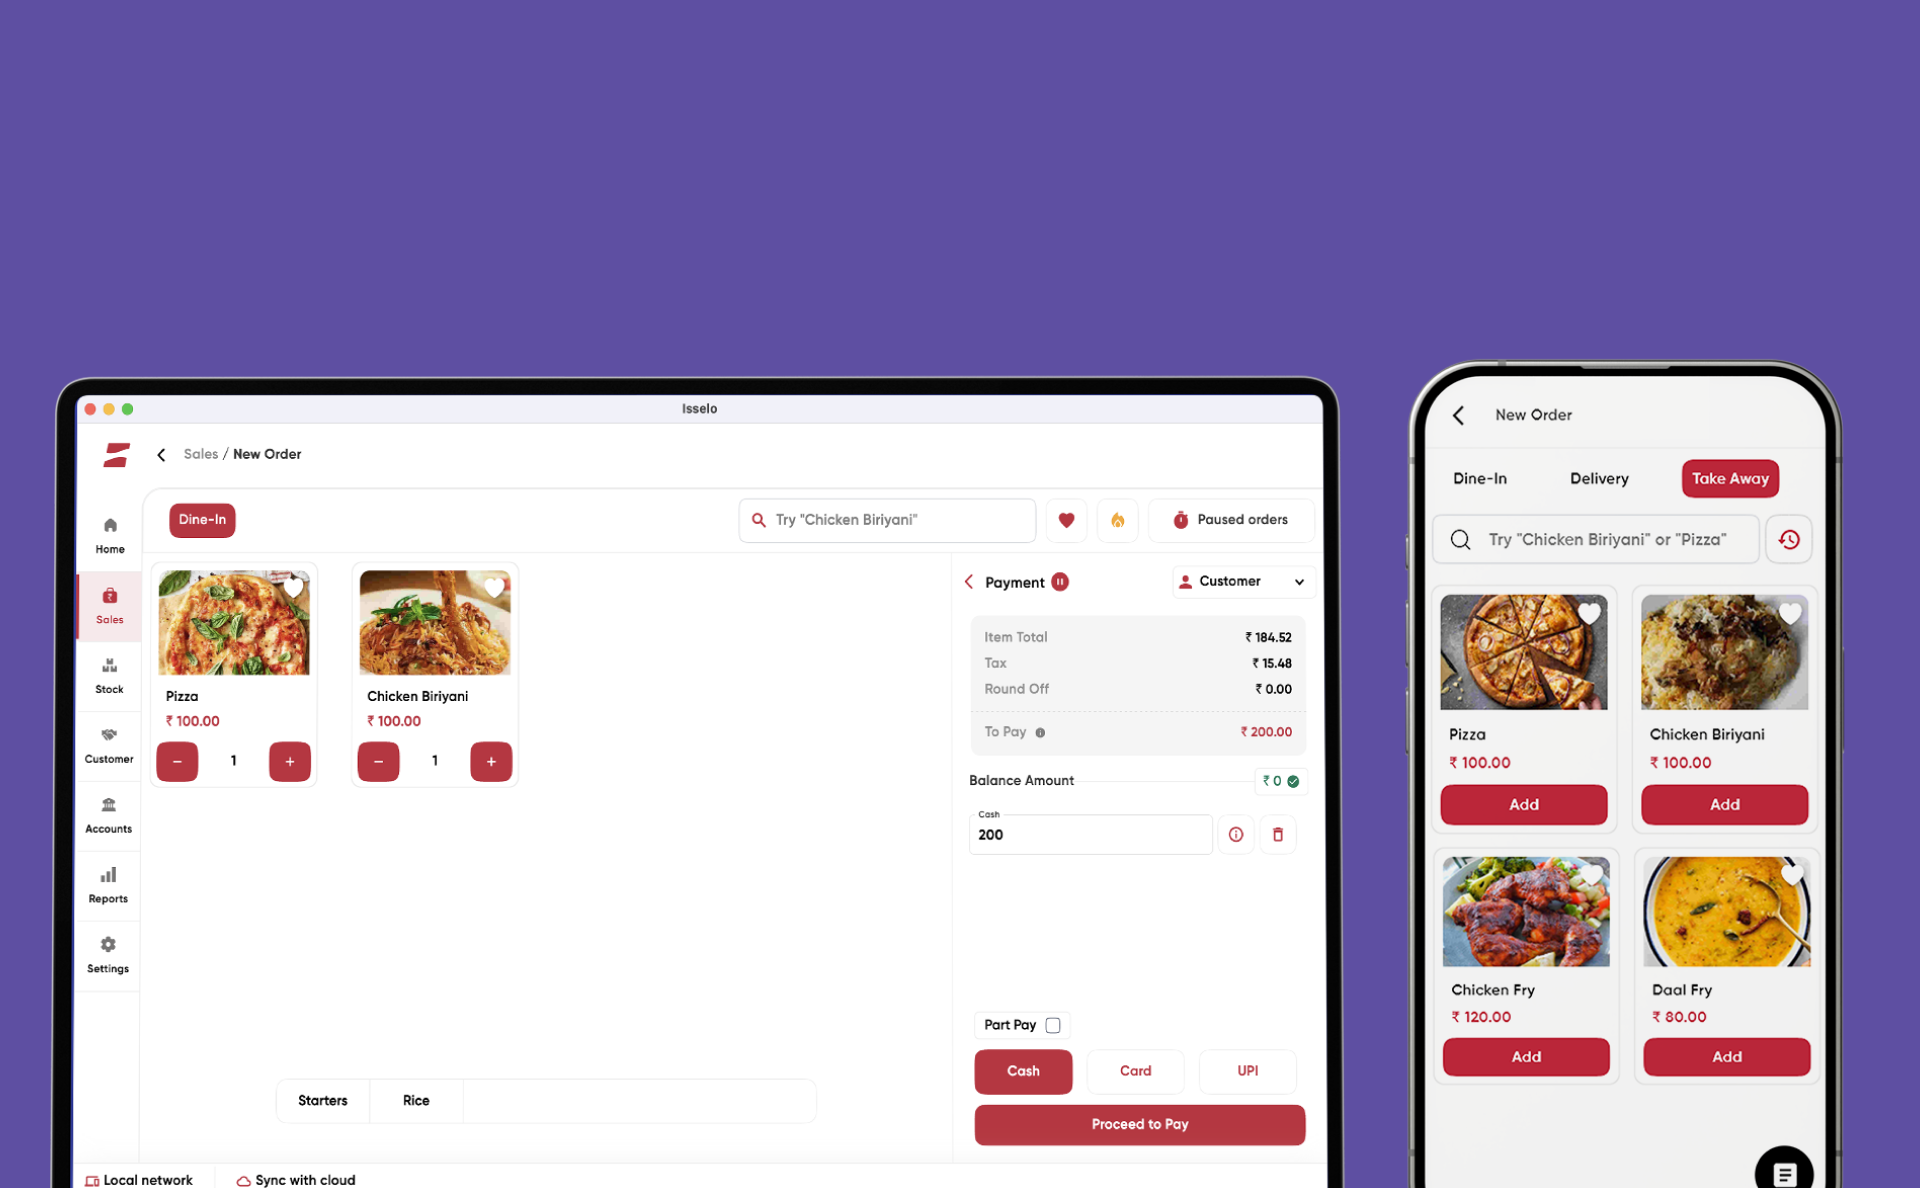 Isselo
Sales / New Order
Dine-In
Try "Chicken Biriyani"
Paused orders
Home
Sales
Stock
Customer
Accounts
Reports
Settings
Pizza
₹ 100.00
1
Chicken Biriyani
₹ 100.00
1
Starters
Rice
Payment
Customer
Item Total ₹ 184.52
Tax ₹ 15.48
Round Off ₹ 0.00
To Pay ₹ 200.00
Balance Amount ₹ 0
Cash
200
Part Pay
Cash
Card
UPI
Proceed to Pay
Local network
Sync with cloud
New Order
Dine-In
Delivery
Take Away
Try "Chicken Biriyani" or "Pizza"
Pizza
₹ 100.00
Add
Chicken Biriyani
₹ 100.00
Add
Chicken Fry
₹ 120.00
Add
Daal Fry
₹ 80.00
Add